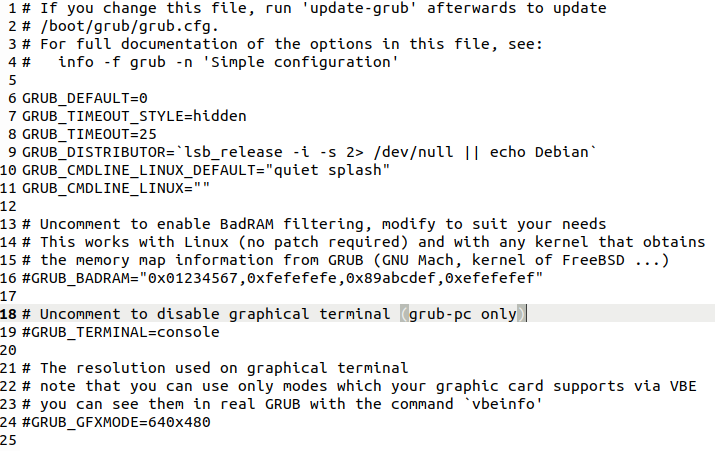 1 # If you change this file, run 'update-grub' afterwards to update
2 # /boot/grub/grub.cfg.
3 # For full documentation of the options in this file, see:
4 #   info -f grub -n 'Simple configuration'
5
6 GRUB_DEFAULT=0
7 GRUB_TIMEOUT_STYLE=hidden
8 GRUB_TIMEOUT=25
9 GRUB_DISTRIBUTOR=`lsb_release -i -s 2> /dev/null || echo Debian`
10 GRUB_CMDLINE_LINUX_DEFAULT="quiet splash"
11 GRUB_CMDLINE_LINUX=""
12
13 # Uncomment to enable BadRAM filtering, modify to suit your needs
14 # This works with Linux (no patch required) and with any kernel that obtains
15 # the memory map information from GRUB (GNU Mach, kernel of FreeBSD ...)
16 #GRUB_BADRAM="0x01234567,0xfefefefe,0x89abcdef,0xefefefef"
17
18 # Uncomment to disable graphical terminal (grub-pc only)
19 #GRUB_TERMINAL=console
20
21 # The resolution used on graphical terminal
22 # note that you can use only modes which your graphic card supports via VBE
23 # you can see them in real GRUB with the command `vbeinfo'
24 #GRUB_GFXMODE=640x480
25